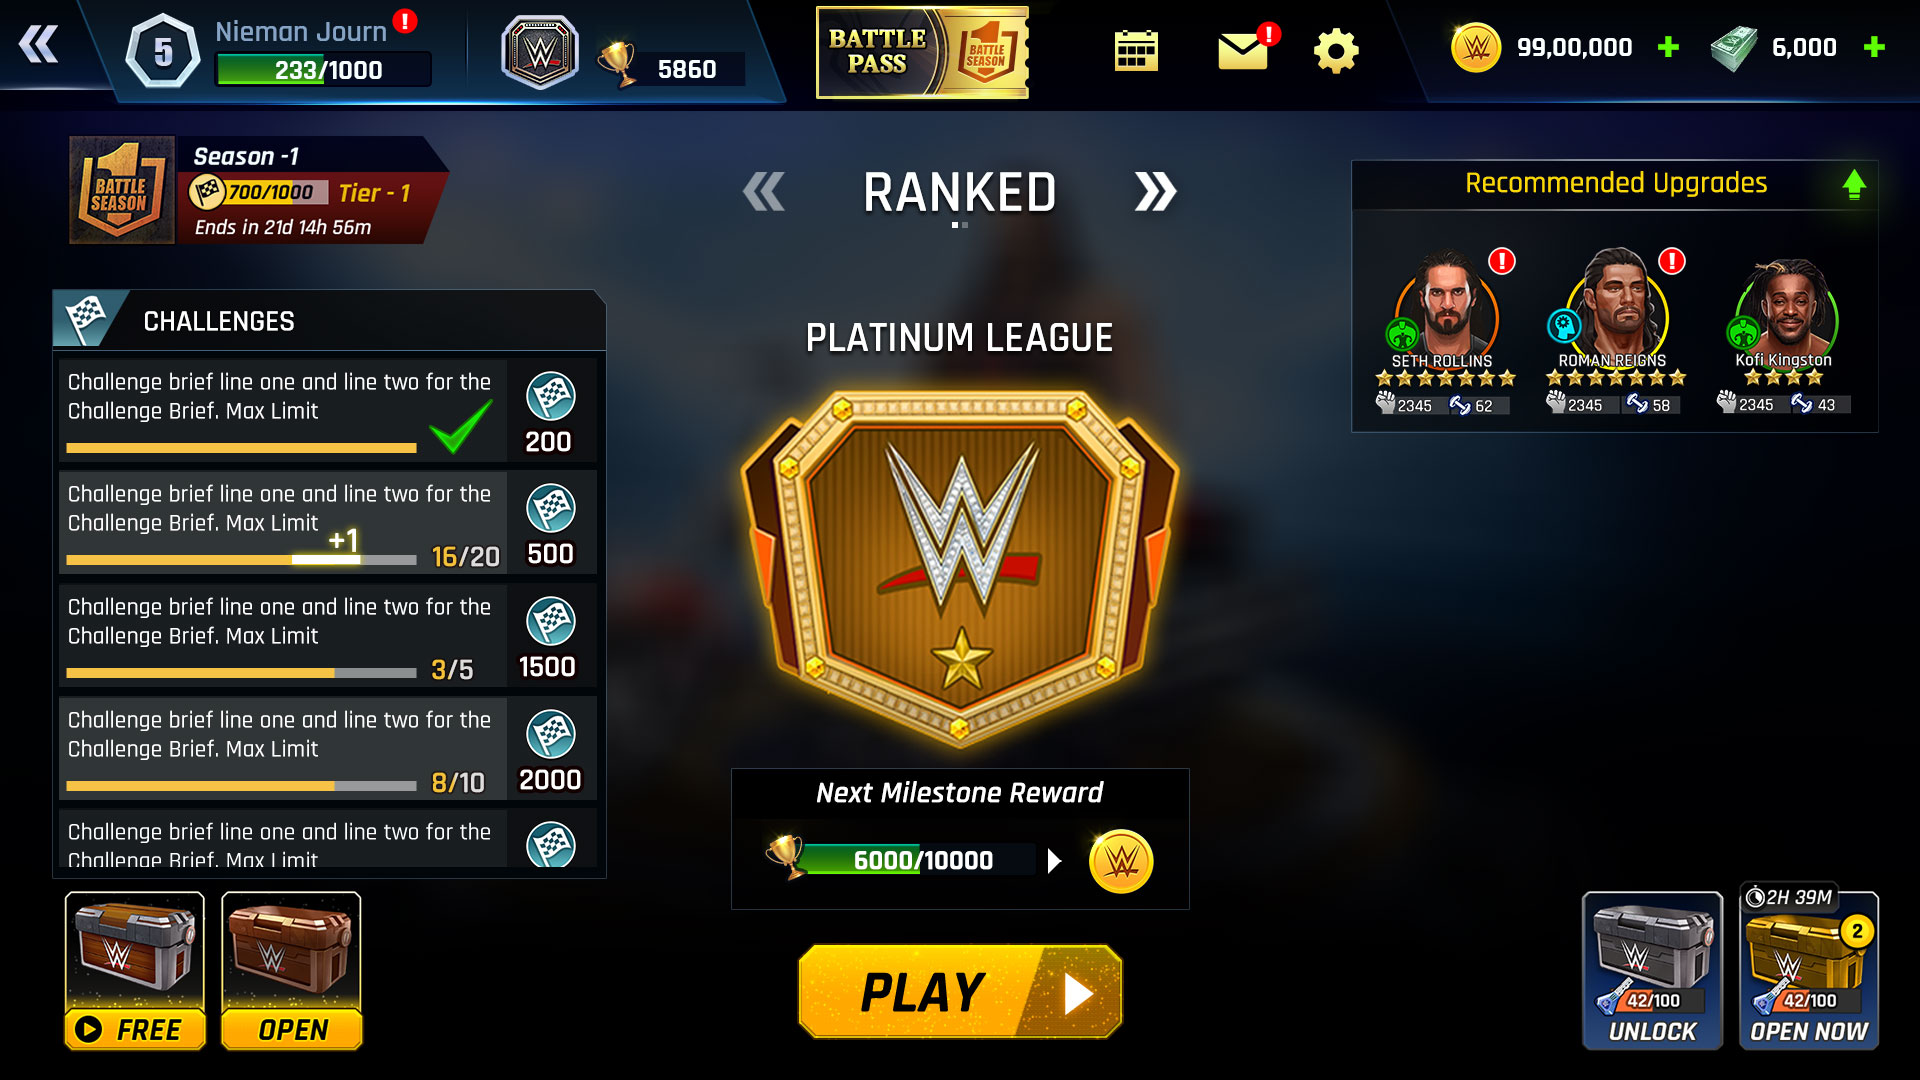 5
Nieman Journ
!
233/1000
5860
BATTLE
PASS
1
BATTLE
SEASON
!
99,00,000
+
6,000
+
1
BATTLE
SEASON
Season -1
700/1000
Tier - 1
Ends in 21d 14h 56m
RANKED
Recommended Upgrades
!
!
SETH ROLLINS
ROMAN REIGNS
Kofi Kingston
2345
62
2345
58
2345
43
CHALLENGES
Challenge brief line one and line two for the
Challenge Brief. Max Limit
200
Challenge brief line one and line two for the
Challenge Brief. Max Limit
+1
16/20
500
Challenge brief line one and line two for the
Challenge Brief. Max Limit
3/5
1500
Challenge brief line one and line two for the
Challenge Brief. Max Limit
8/10
2000
Challenge brief line one and line two for the
Challenge Brief. Max Limit
PLATINUM LEAGUE
W
Next Milestone Reward
6000/10000
W
PLAY
W
FREE
W
OPEN
W
42/100
UNLOCK
2H 39M
2
W
42/100
OPEN NOW